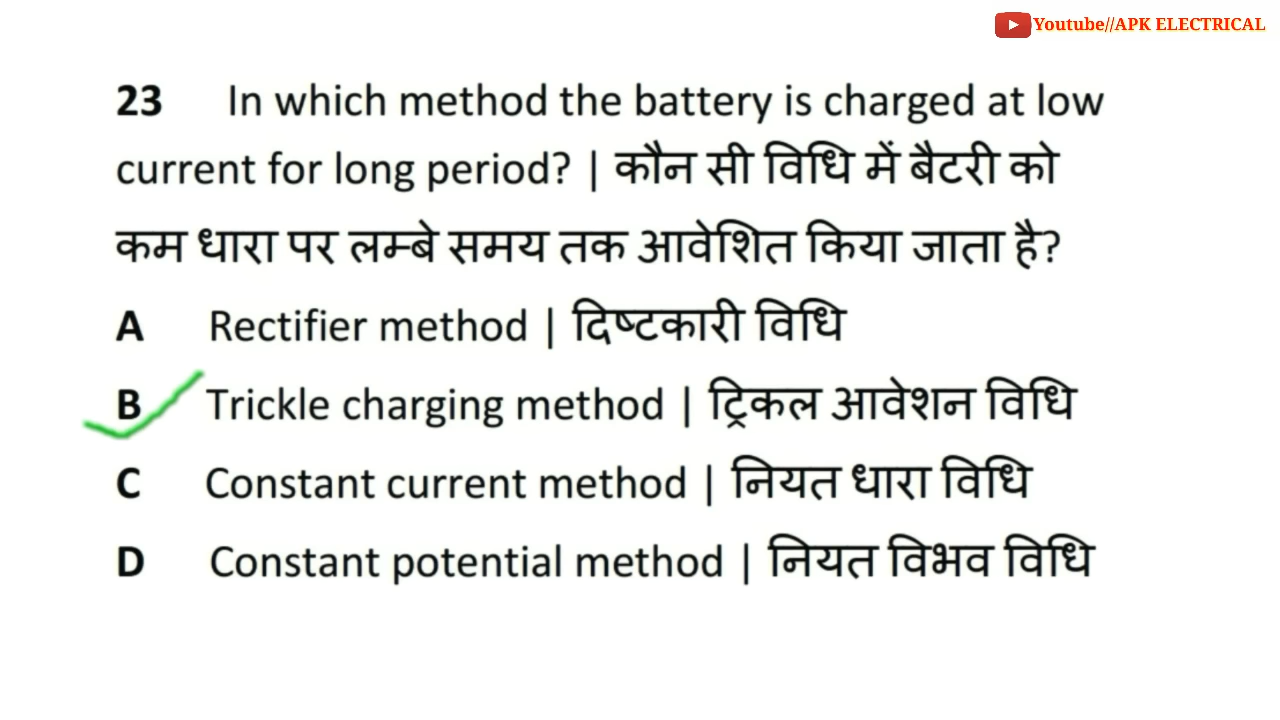 Youtube//APK ELECTRICAL
23 In which method the battery is charged at low
current for long period? | कौन सी विधि में बैटरी को
कम धारा पर लम्बे समय तक आवेशित किया जाता है?
A Rectifier method | दिष्टकारी विधि
B Trickle charging method | ट्रिकल आवेशन विधि
C Constant current method | नियत धारा विधि
D Constant potential method | नियत विभव विधि